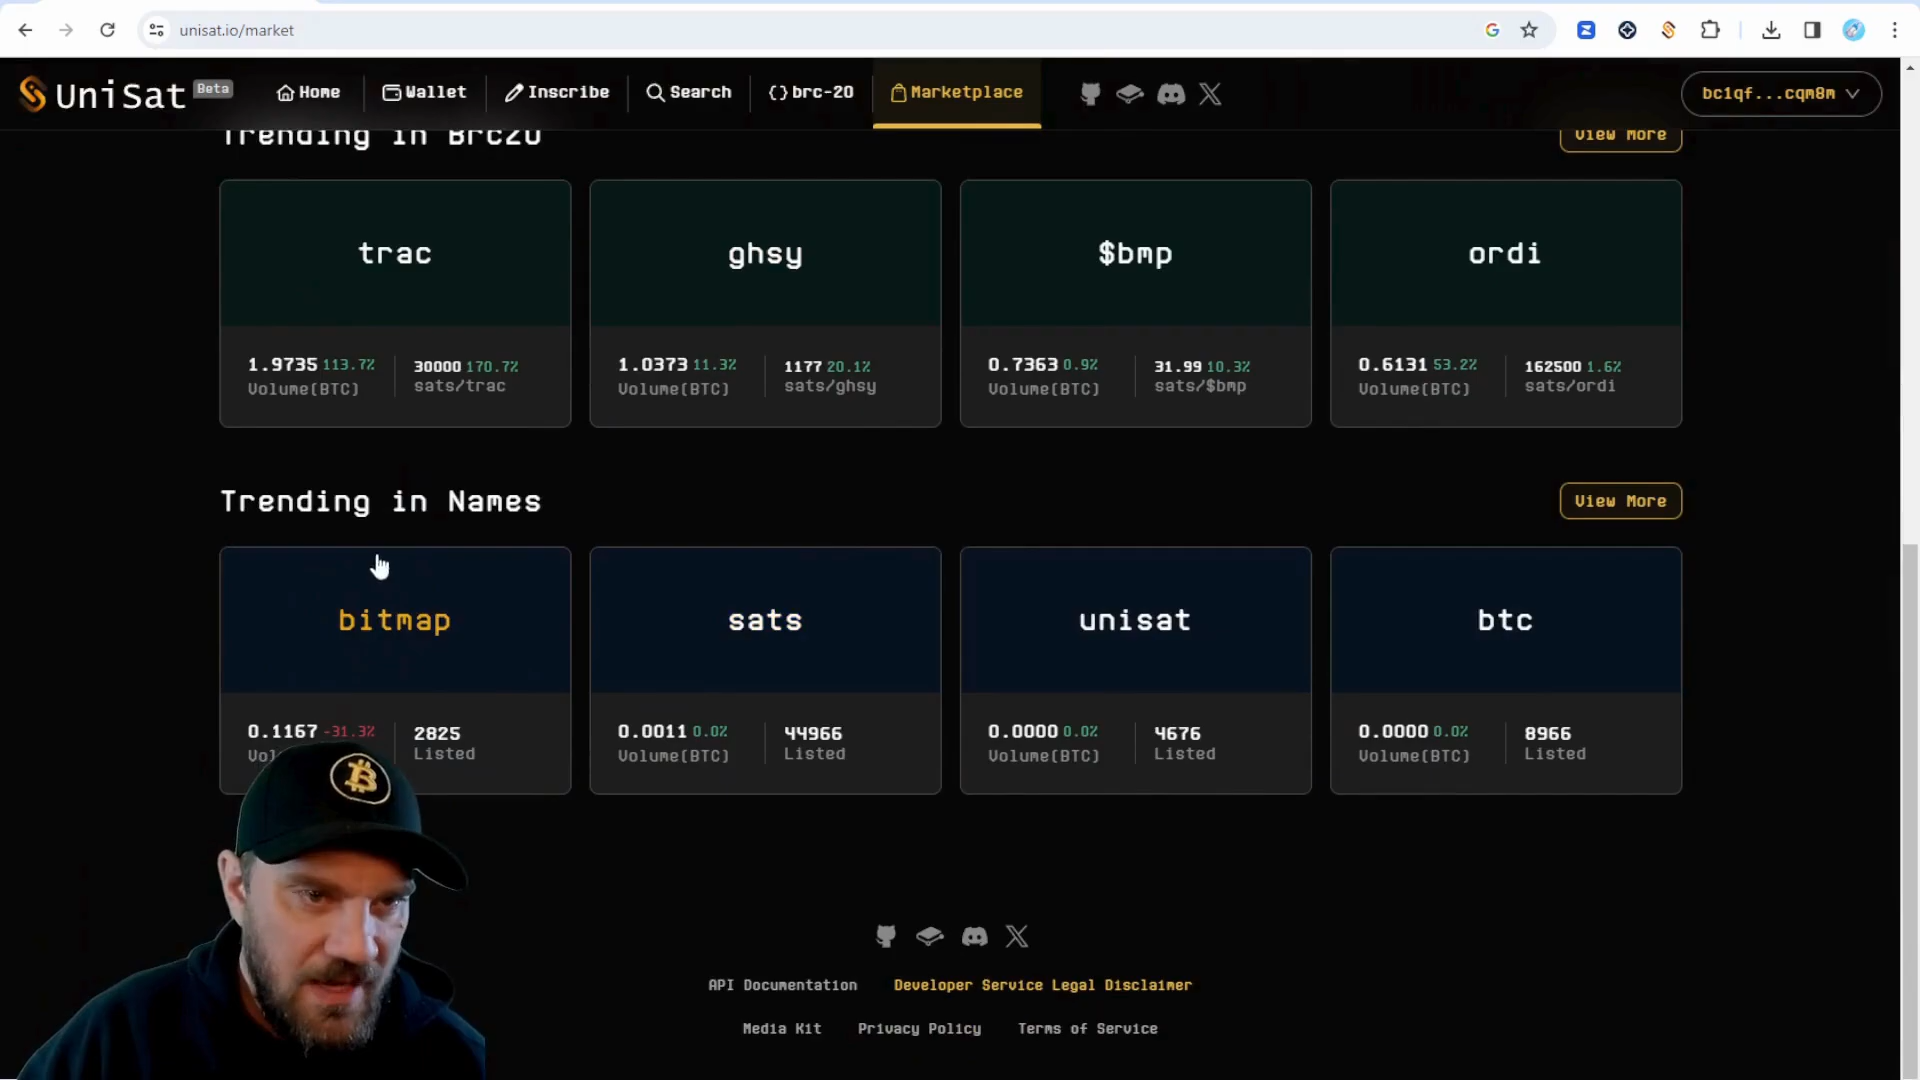 unisat.io/market
UniSat Beta Home Wallet Inscribe Search brc-20 Marketplace bc1qf...cqm8m
Trending in Brc20 View More
trac ghsy $bmp ordi
1.9735 113.7% 30000 170.7% 1.0373 11.3% 1177 20.1% 0.7363 0.9% 31.99 10.3% 0.6131 53.2% 162500 1.6%
Volume(BTC) sats/trac Volume(BTC) sats/ghsy Volume(BTC) sats/$bmp Volume(BTC) sats/ordi
Trending in Names View More
bitmap sats unisat btc
0.1167 -31.3% 2825 0.0011 0.0% 44966 0.0000 0.0% 4676 0.0000 0.0% 8966
Listed Volume(BTC) Listed Volume(BTC) Listed Volume(BTC) Listed
API Documentation Developer Service Legal Disclaimer
Media Kit Privacy Policy Terms of Service